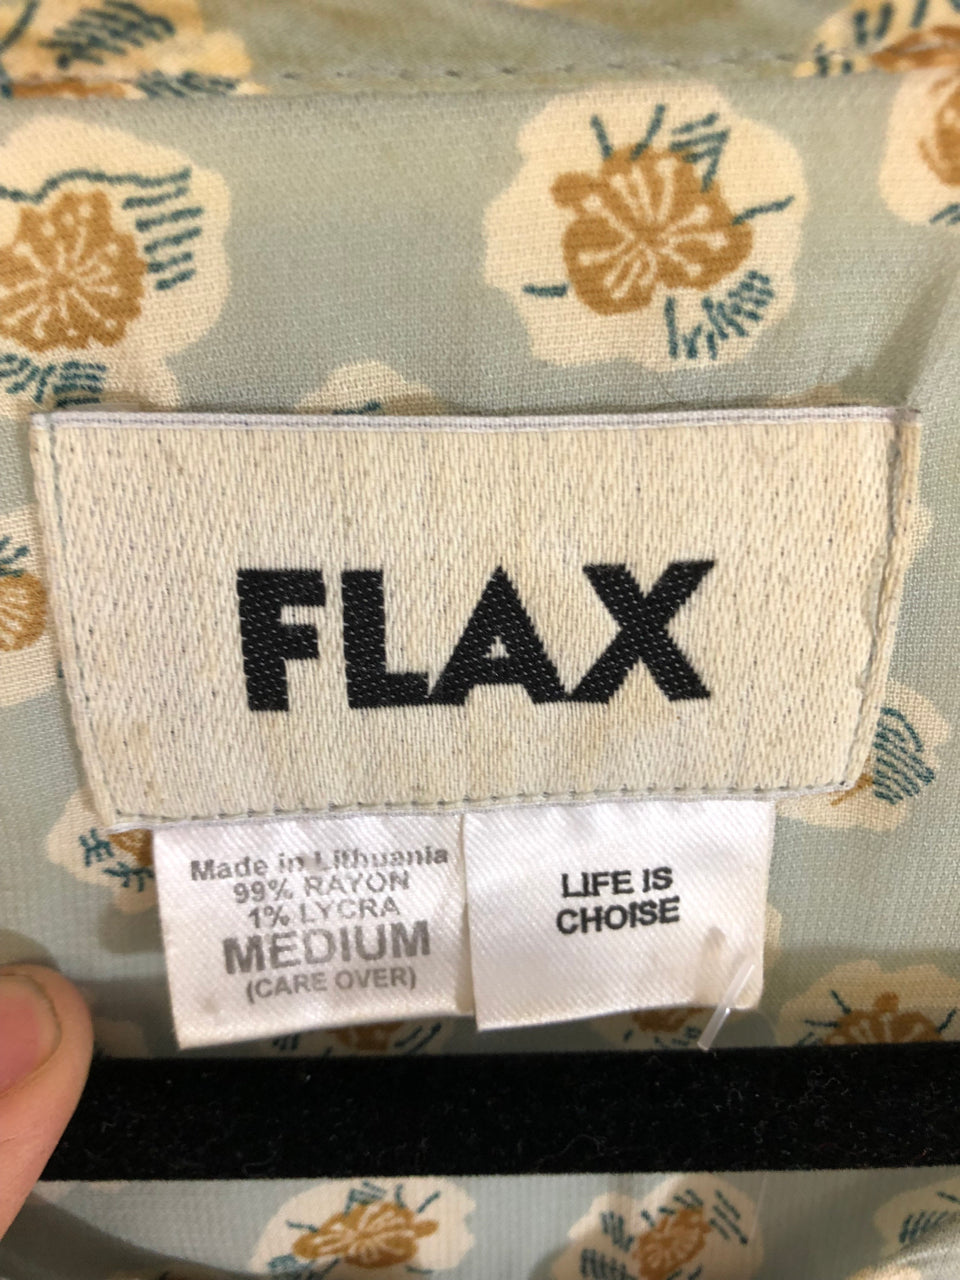 FLAX
Made in Lithuania
99% RAYON
1% LYCRA
MEDIUM
(CARE OVER)
LIFE IS
CHOISE